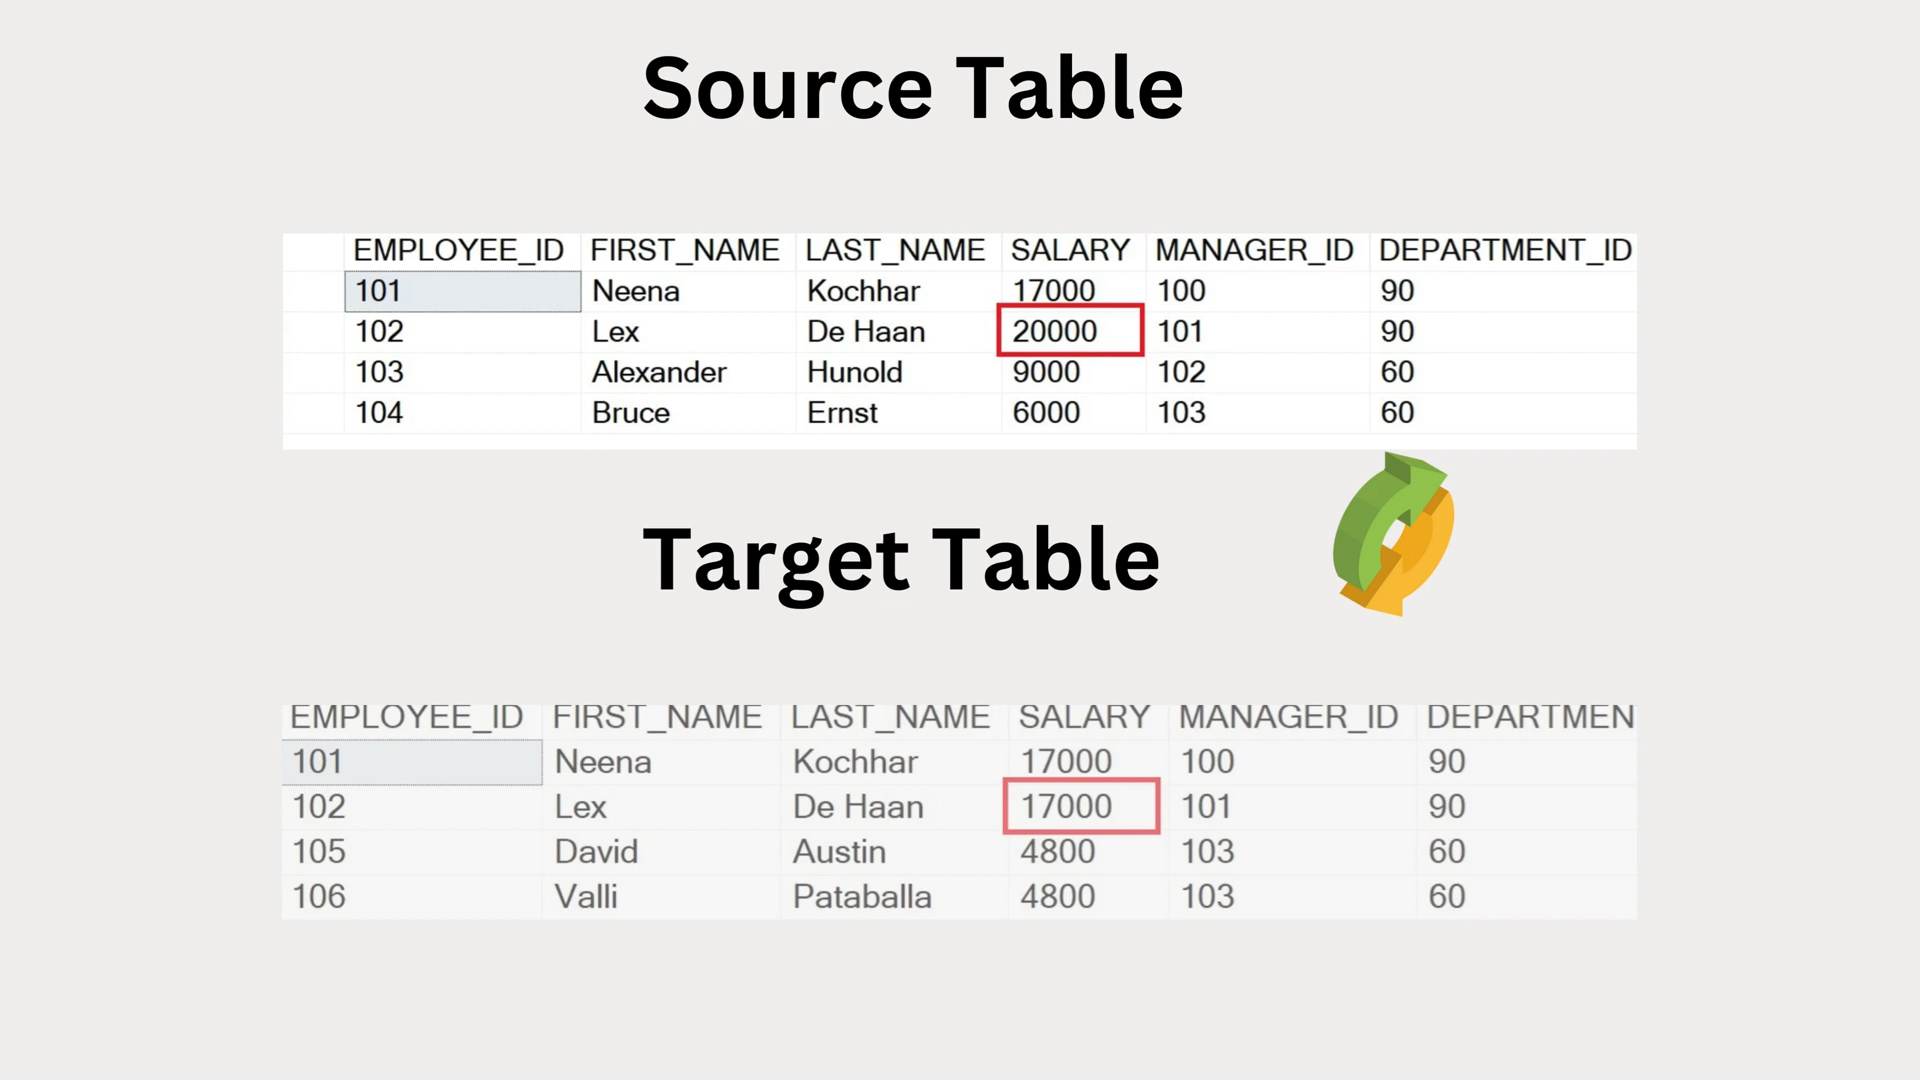 Source Table
EMPLOYEE_ID FIRST_NAME LAST_NAME SALARY MANAGER_ID DEPARTMENT_ID
101 Neena Kochhar 17000 100 90
102 Lex De Haan 20000 101 90
103 Alexander Hunold 9000 102 60
104 Bruce Ernst 6000 103 60
Target Table
EMPLOYEE_ID FIRST_NAME LAST_NAME SALARY MANAGER_ID DEPARTMEN
101 Neena Kochhar 17000 100 90
102 Lex De Haan 17000 101 90
105 David Austin 4800 103 60
106 Valli Pataballa 4800 103 60